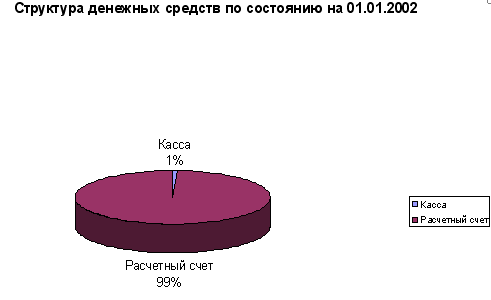 Структура денежных средств по состоянию на 01.01.2002
Касса
1%
Касса
Расчетный счет
Расчетный счет
99%